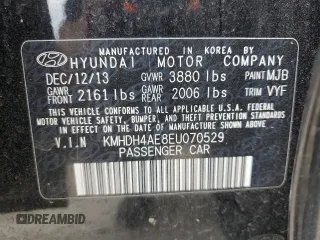 MANUFACTURED IN KOREA BY
HYUNDAI MOTOR COMPANY
DEC/12/13 GVWR 3880 lbs PAINT MJB
GAWR FRONT 2161 lbs GAWR REAR 2006 lbs TRIM VYF
THIS VEHICLE CONFORMS TO ALL APPLICABLE U.S.A. FEDERAL
MOTOR VEHICLE SAFETY, BUMPER, AND THEFT PREVENTION
STANDARDS IN EFFECT ON THE DATE OF MANUFACTURE SHOWN ABOVE.
V.I.N KMHDH4AE8EU070529
PASSENGER CAR
DREAMBID